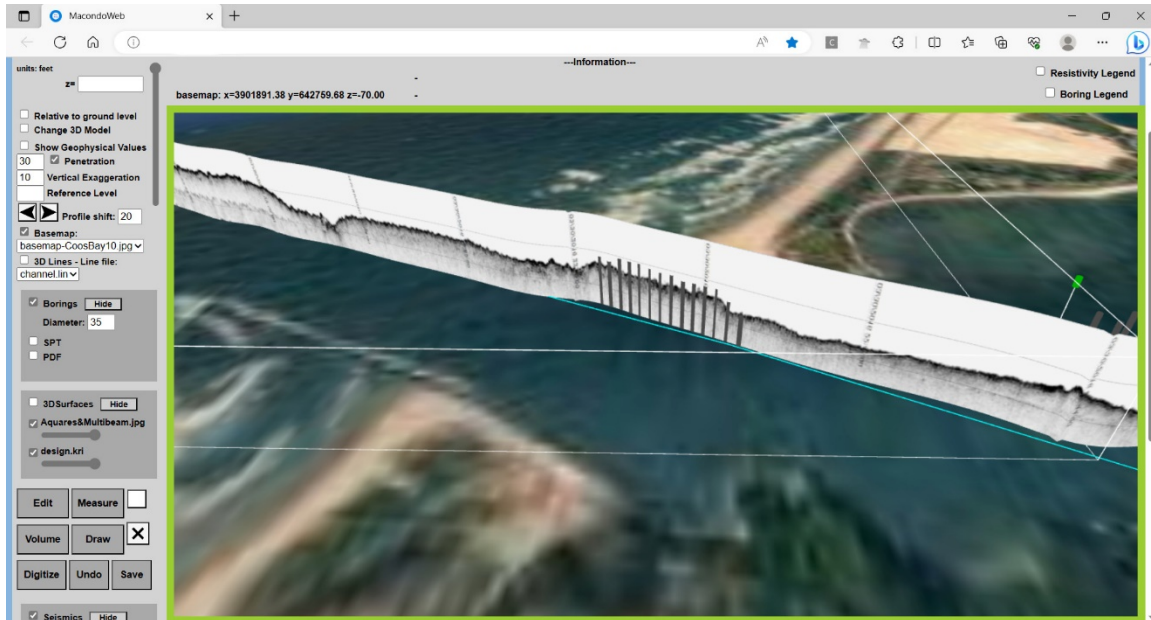 MacondoWeb
---Information---
units: feet
z=
-
basemap: x=3901891.38 y=642759.68 z=-70.00 -
Resistivity Legend
Boring Legend
Relative to ground level
Change 3D Model
Show Geophysical Values
30 Penetration
10 Vertical Exaggeration
Reference Level
Profile shift: 20
Basemap:
basemap-CoosBay10.jpg
3D Lines - Line file:
channel.lin
Borings Hide
Diameter: 35
SPT
PDF
3DSurfaces Hide
Aquares&Multibeam.jpg
design.kri
Edit Measure
Volume Draw
Digitize Undo Save
Seismics Hide